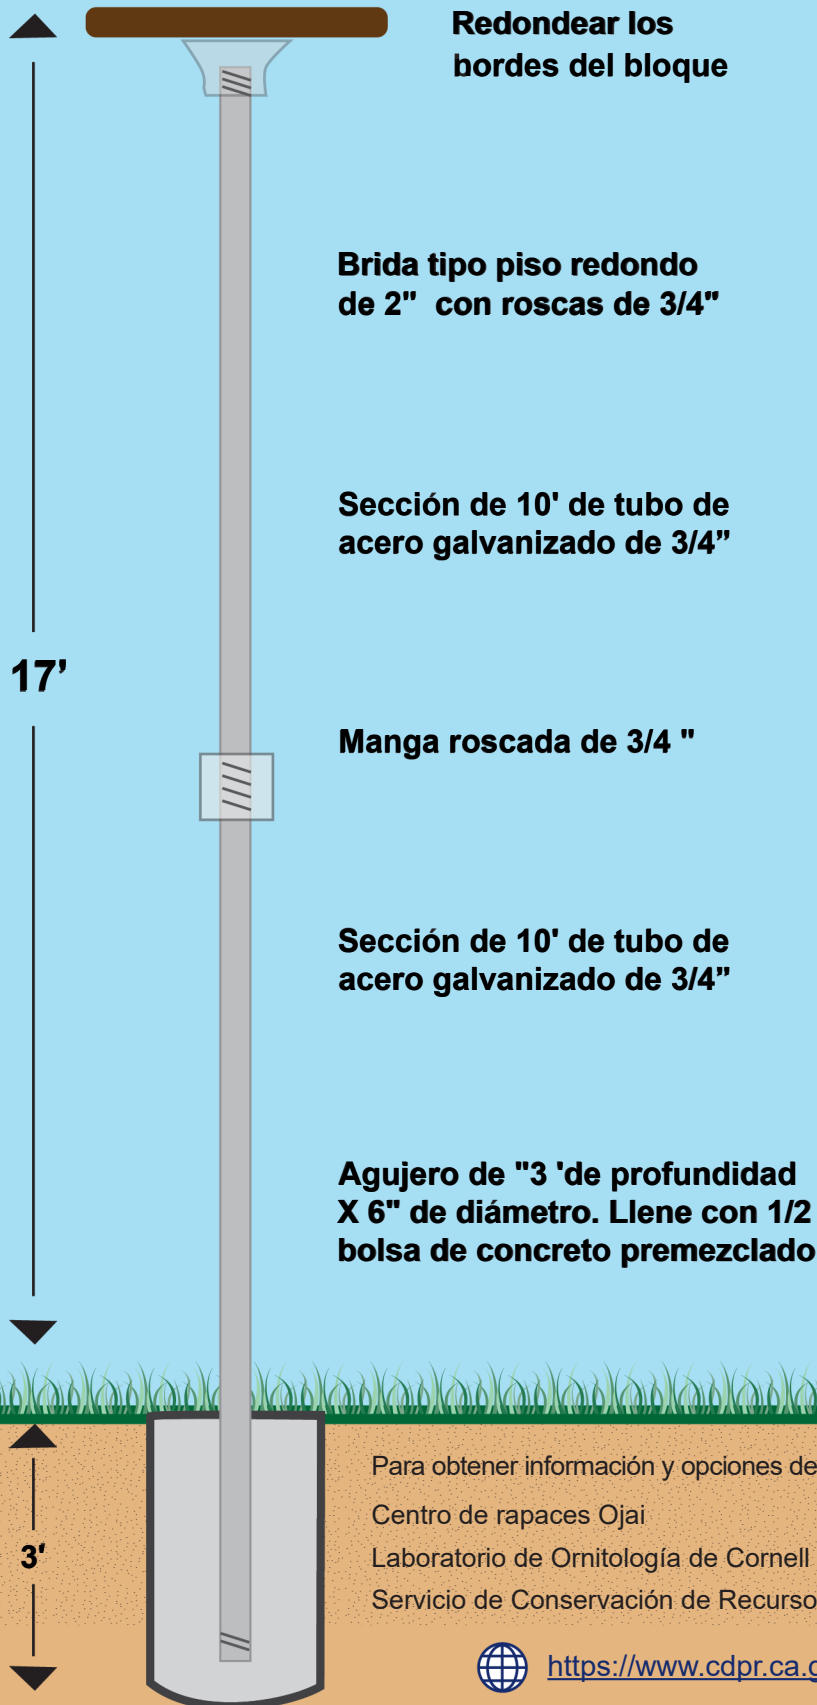 Redondear los
bordes del bloque
Brida tipo piso redondo
de 2" con roscas de 3/4"
Sección de 10' de tubo de
acero galvanizado de 3/4”
17’
Manga roscada de 3/4 "
Sección de 10' de tubo de
acero galvanizado de 3/4”
Agujero de "3 'de profundidad
X 6" de diámetro. Llene con 1/2
bolsa de concreto premezclado
Para obtener información y opciones de
Centro de rapaces Ojai
3'
Laboratorio de Ornitología de Cornell
Servicio de Conservación de Recurso
https://www.cdpr.ca.g